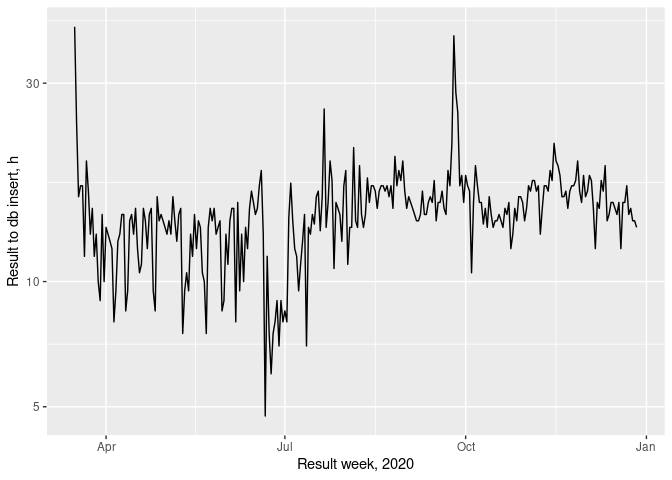 Result to db insert, h
30
10
5
Apr
Jul
Oct
Jan
Result week, 2020